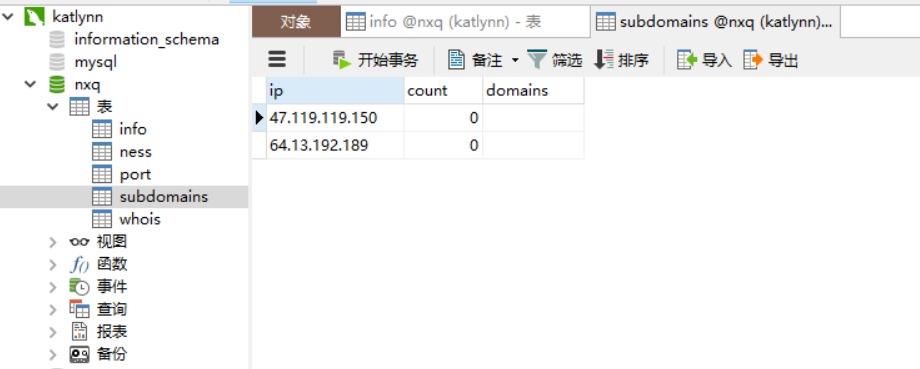 katlynn
information_schema
mysql
nxq
表
info
ness
port
subdomains
whois
视图
函数
事件
查询
报表
备份
对象 info @nxq (katlynn) - 表 subdomains @nxq (katlynn)...
开始事务 备注 筛选 排序 导入 导出
ip count domains
47.119.119.150 0
64.13.192.189 0